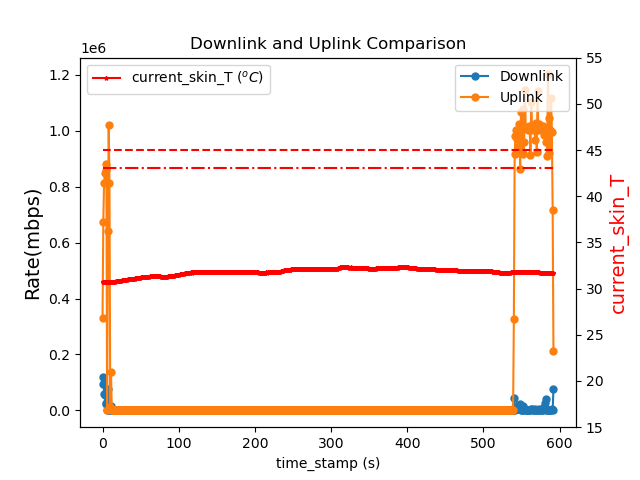 Downlink and Uplink Comparison
1e6
current_skin_T (°C)
Downlink
Uplink
Rate(mbps)
1.2
1.0
0.8
0.6
0.4
0.2
0.0
55
50
45
40
35
30
25
20
15
current_skin_T
0
100
200
300
400
500
600
time_stamp (s)